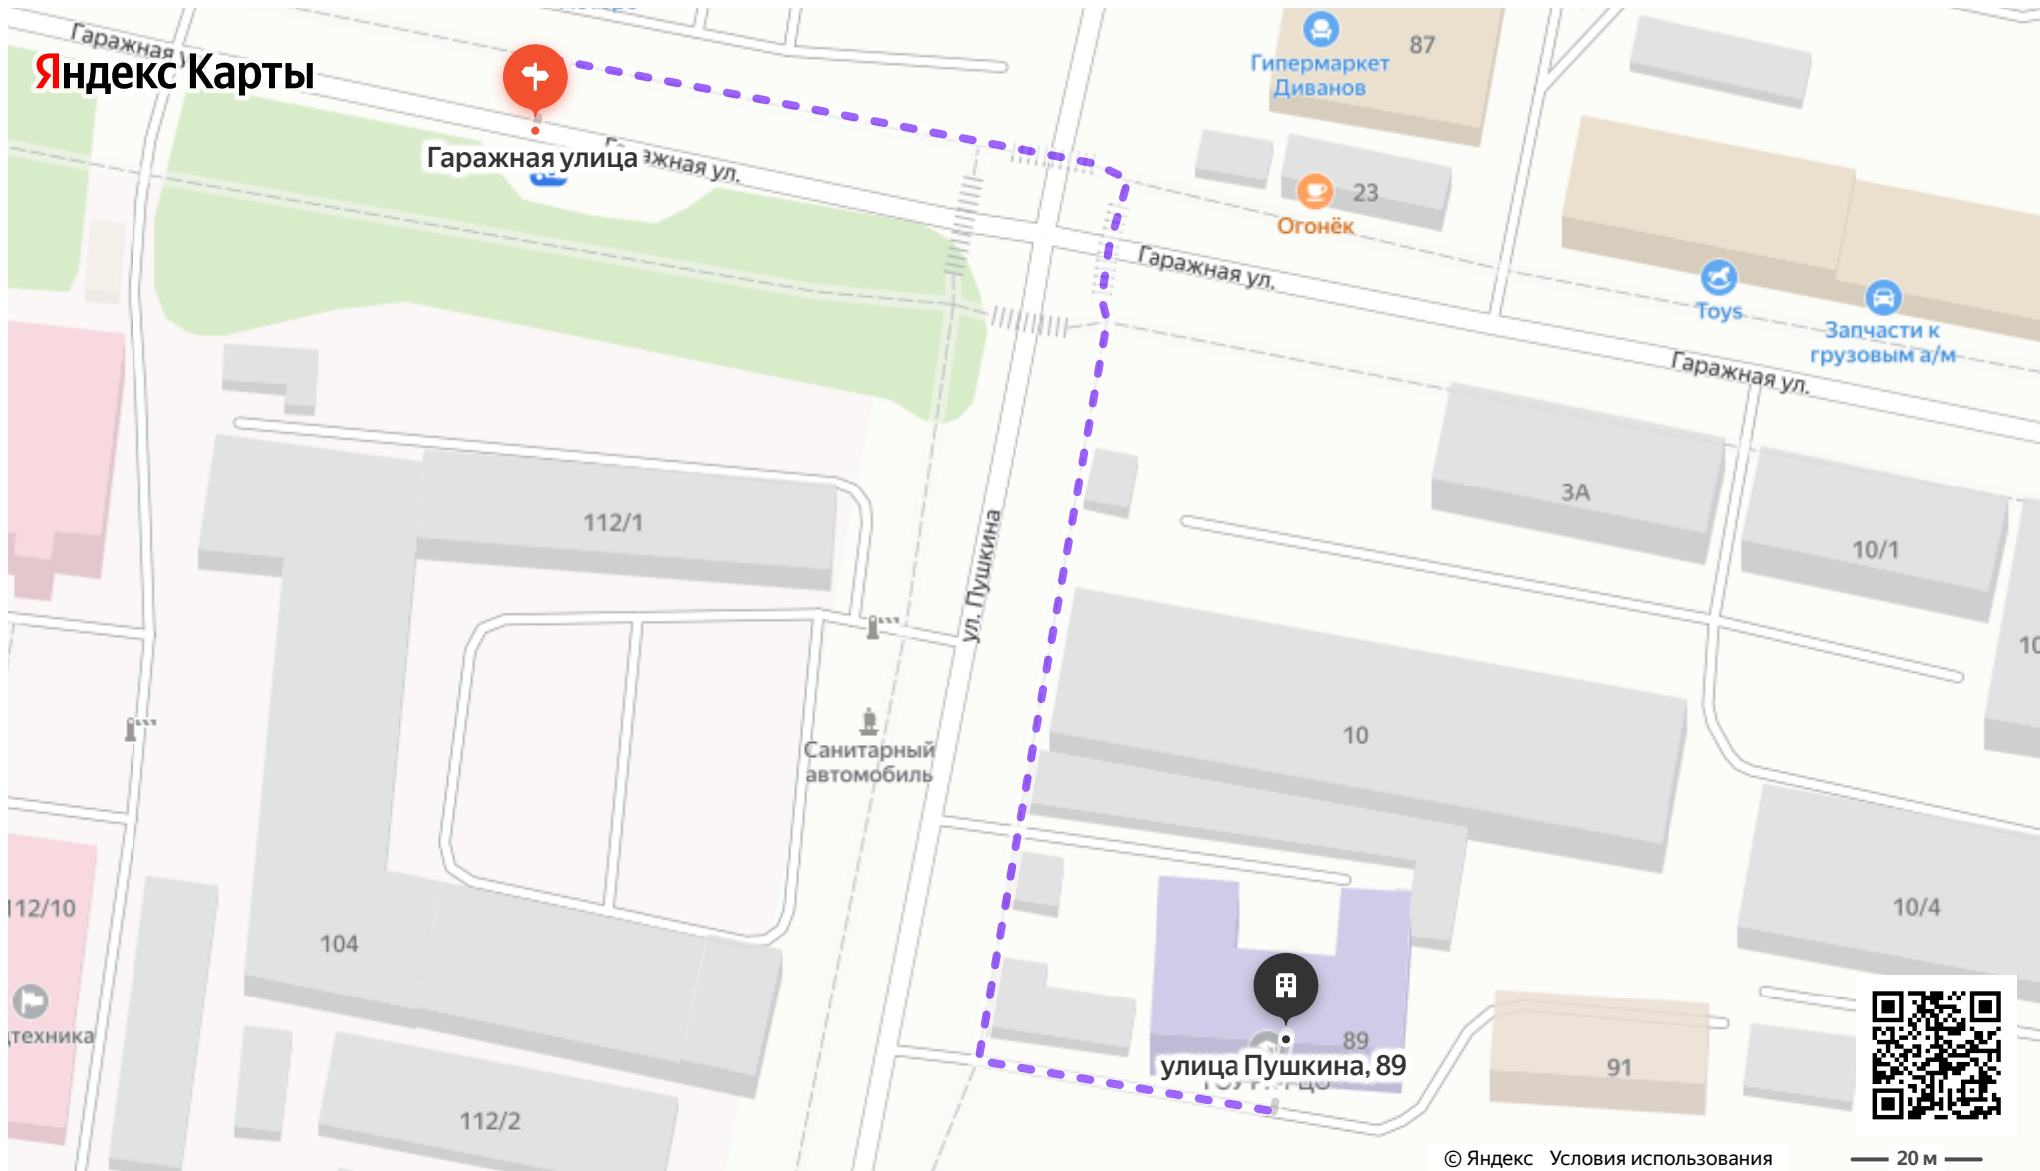 Гаражная
Яндекс Карты
87
Гипермаркет
Диванов
Гаражная улица
Гаражная ул.
23
Огонёк
Гаражная ул.
Toys
Запчасти к
грузовым а/м
Гаражная ул.
3А
112/1
10/1
ул. Пушкина
10
Санитарный
автомобиль
112/10
104
10/4
89
улица Пушкина, 89
91
112/2
© Яндекс Условия использования
20 м